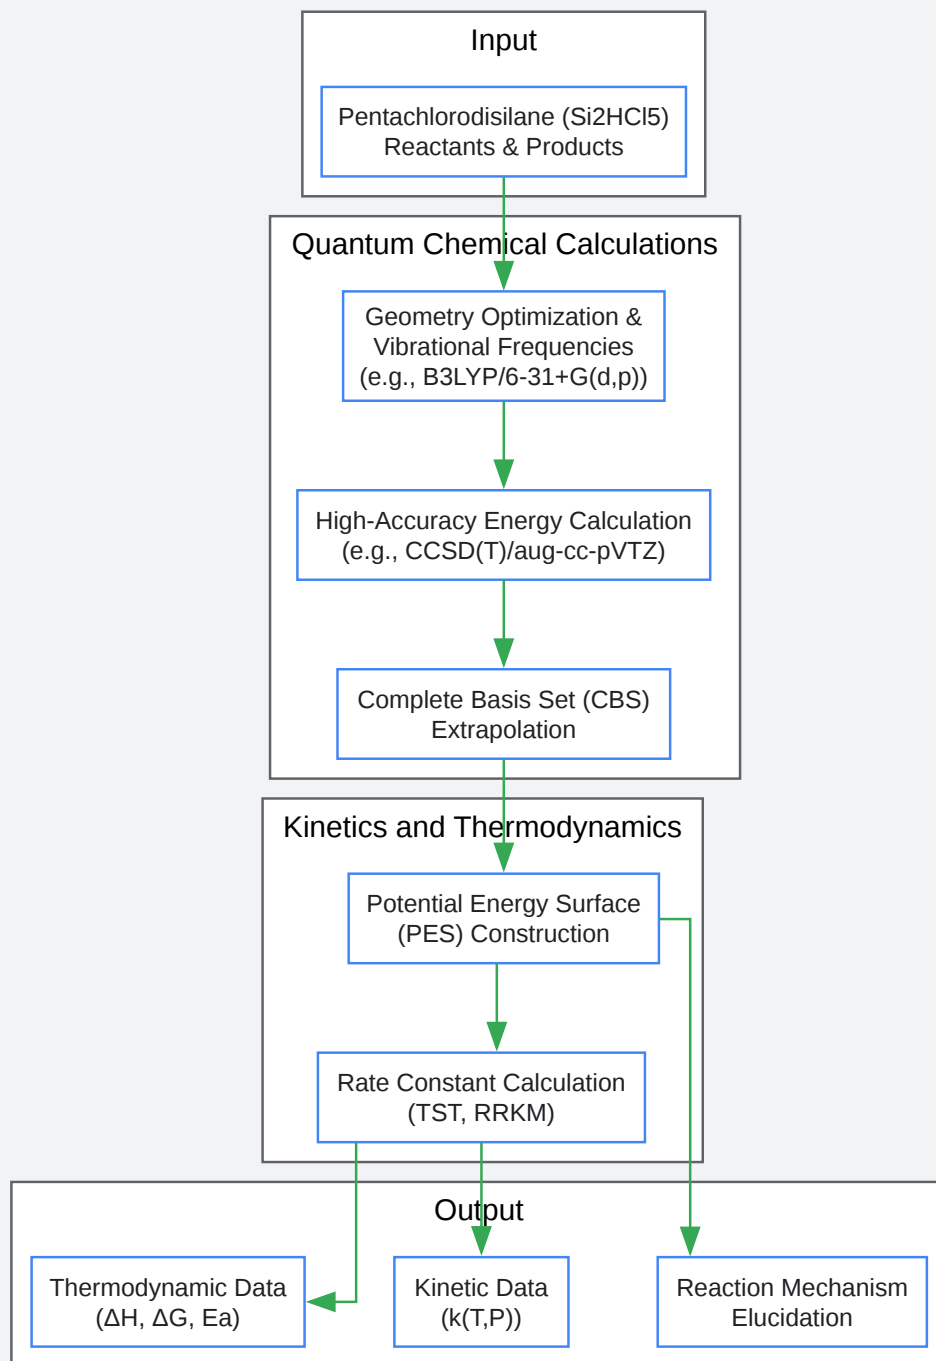 Input
Pentachlorodisilane (Si2HCl5)
Reactants & Products
Quantum Chemical Calculations
Geometry Optimization &
Vibrational Frequencies
(e.g., B3LYP/6-31+G(d,p))
High-Accuracy Energy Calculation
(e.g., CCSD(T)/aug-cc-pVTZ)
Complete Basis Set (CBS)
Extrapolation
Kinetics and Thermodynamics
Potential Energy Surface
(PES) Construction
Rate Constant Calculation
(TST, RRKM)
Output
Thermodynamic Data
(ΔH, ΔG, Ea)
Kinetic Data
(k(T,P))
Reaction Mechanism
Elucidation